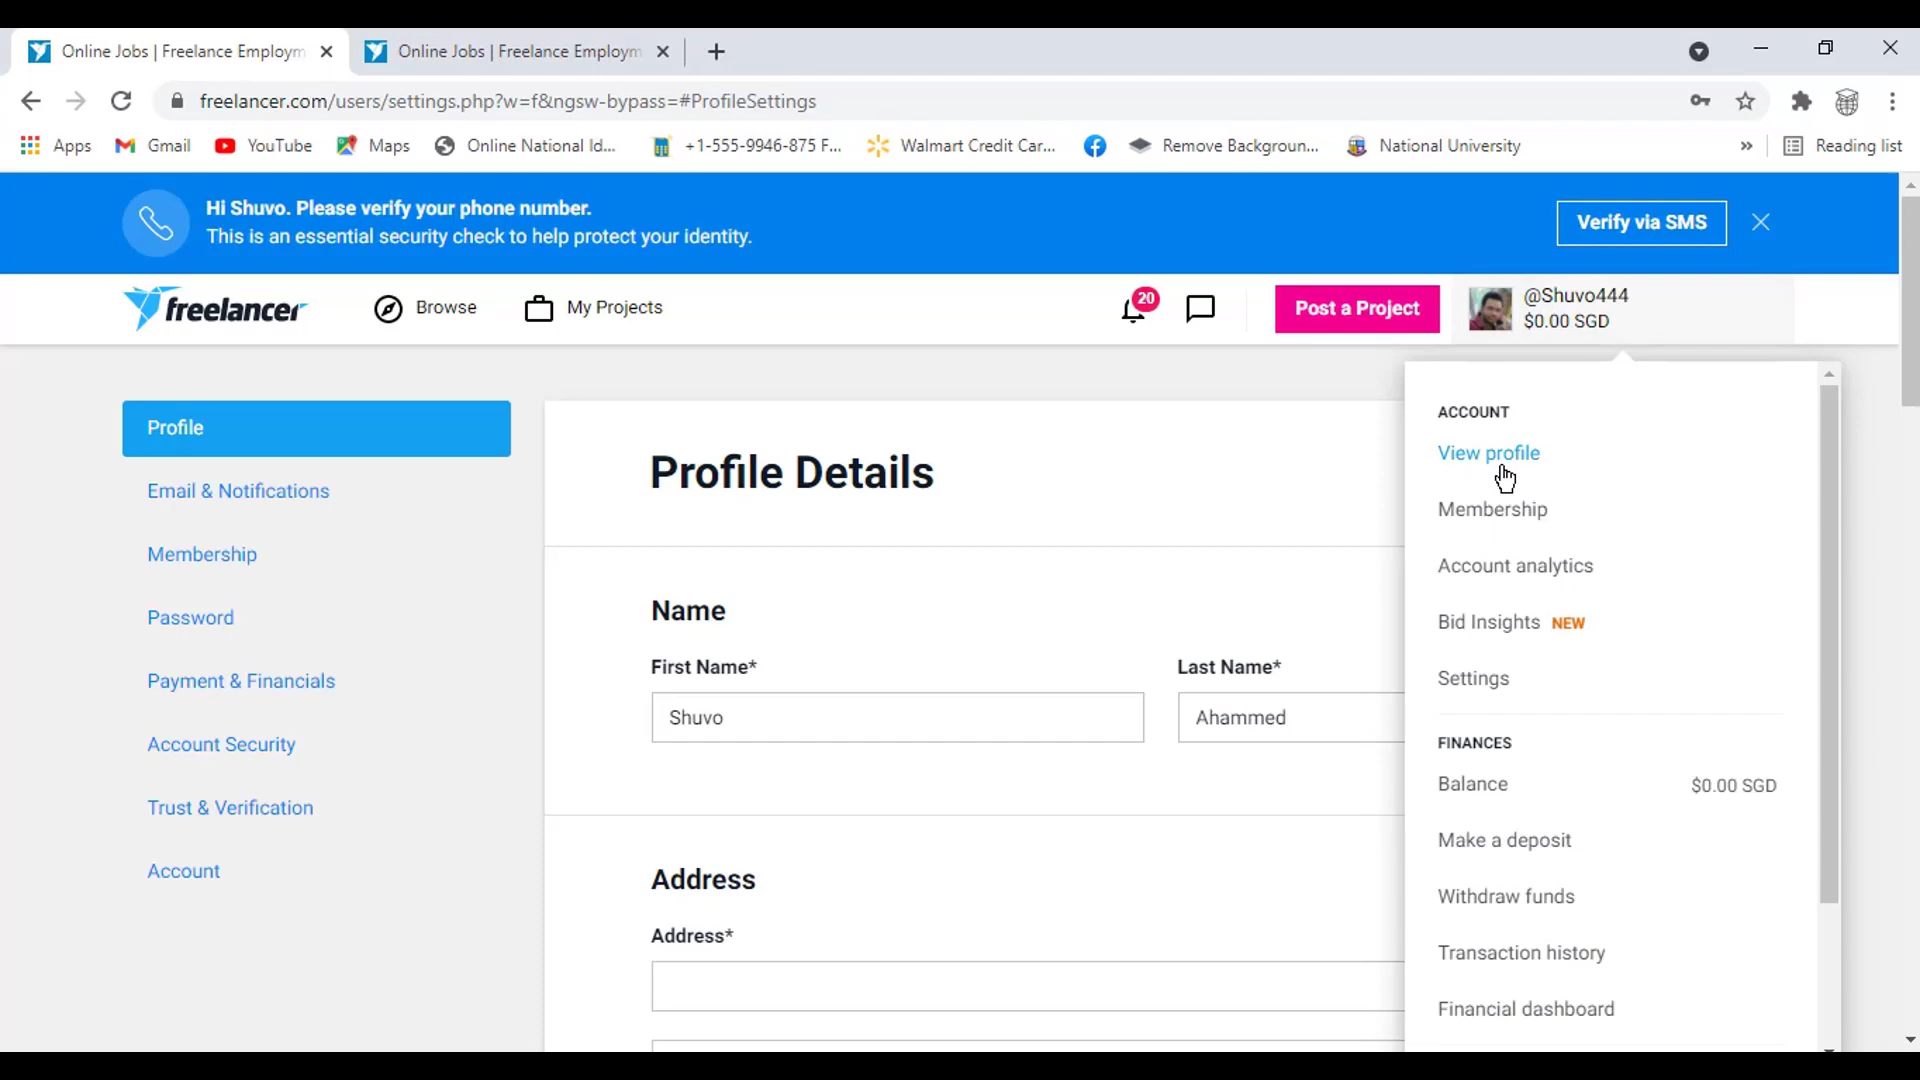 Online Jobs | Freelance Employm
Online Jobs | Freelance Employm
freelancer.com/users/settings.php?w=f&ngsw-bypass=#ProfileSettings
Apps
Gmail
YouTube
Maps
Online National Id...
+1-555-9946-875 F...
Walmart Credit Car...
Remove Backgroun...
National University
Reading list
Hi Shuvo. Please verify your phone number.
This is an essential security check to help protect your identity.
Verify via SMS
freelancer
Browse
My Projects
20
Post a Project
@Shuvo444
$0.00 SGD
Profile
Email & Notifications
Membership
Password
Payment & Financials
Account Security
Trust & Verification
Account
Profile Details
Name
First Name*
Last Name*
Shuvo
Ahammed
Address
Address*
ACCOUNT
View profile
Membership
Account analytics
Bid Insights NEW
Settings
FINANCES
Balance $0.00 SGD
Make a deposit
Withdraw funds
Transaction history
Financial dashboard